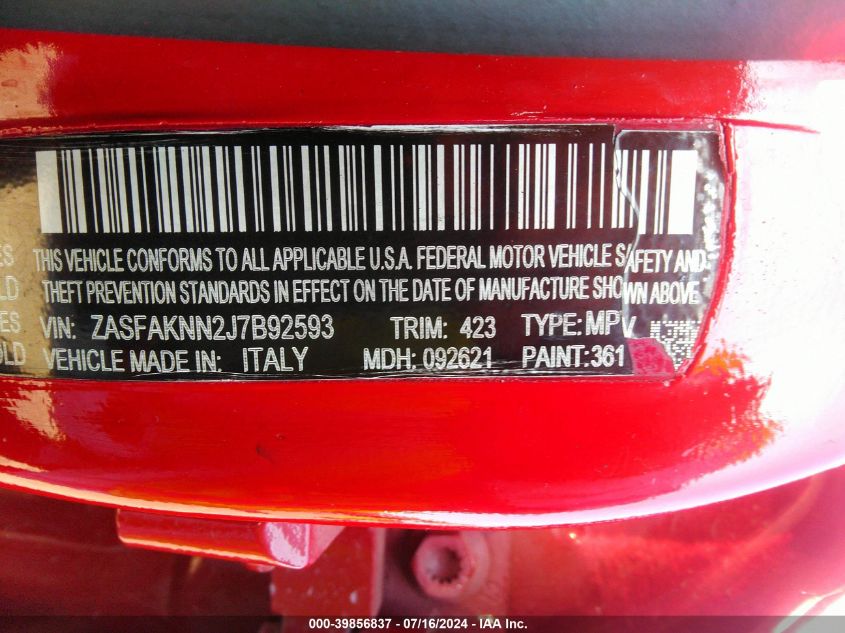 THIS VEHICLE CONFORMS TO ALL APPLICABLE U.S.A. FEDERAL MOTOR VEHICLE SAFETY AND
THEFT PREVENTION STANDARDS IN EFFECT ON THE DATE OF MANUFACTURE SHOWN ABOVE
VIN: ZASFAKNN2J7B92593 TRIM: 423 TYPE: MPV
VEHICLE MADE IN: ITALY MDH: 092621 PAINT: 361
000-39856837 / 07/16/2024 - IAA Inc.